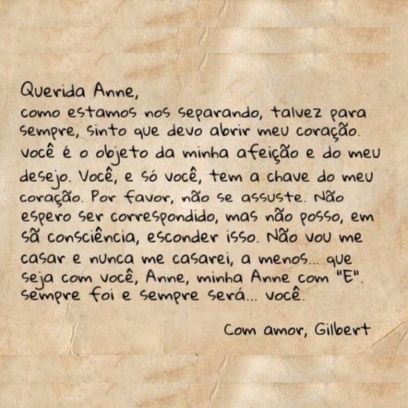 Querida Anne,
como estamos nos separando, talvez para
sempre, sinto que devo abrir meu coração.
você é o objeto da minha afeição e do meu
desejo. Você, e só você, tem a chave do meu
coração. Por favor, não se assuste. Não
espero ser correspondido, mas não posso, em
sã consciência, esconder isso. Não vou me
casar e nunca me casarei, a menos... que
seja com você, Anne, minha Anne com "E".
sempre foi e sempre será... você.
Com amor, Gilbert